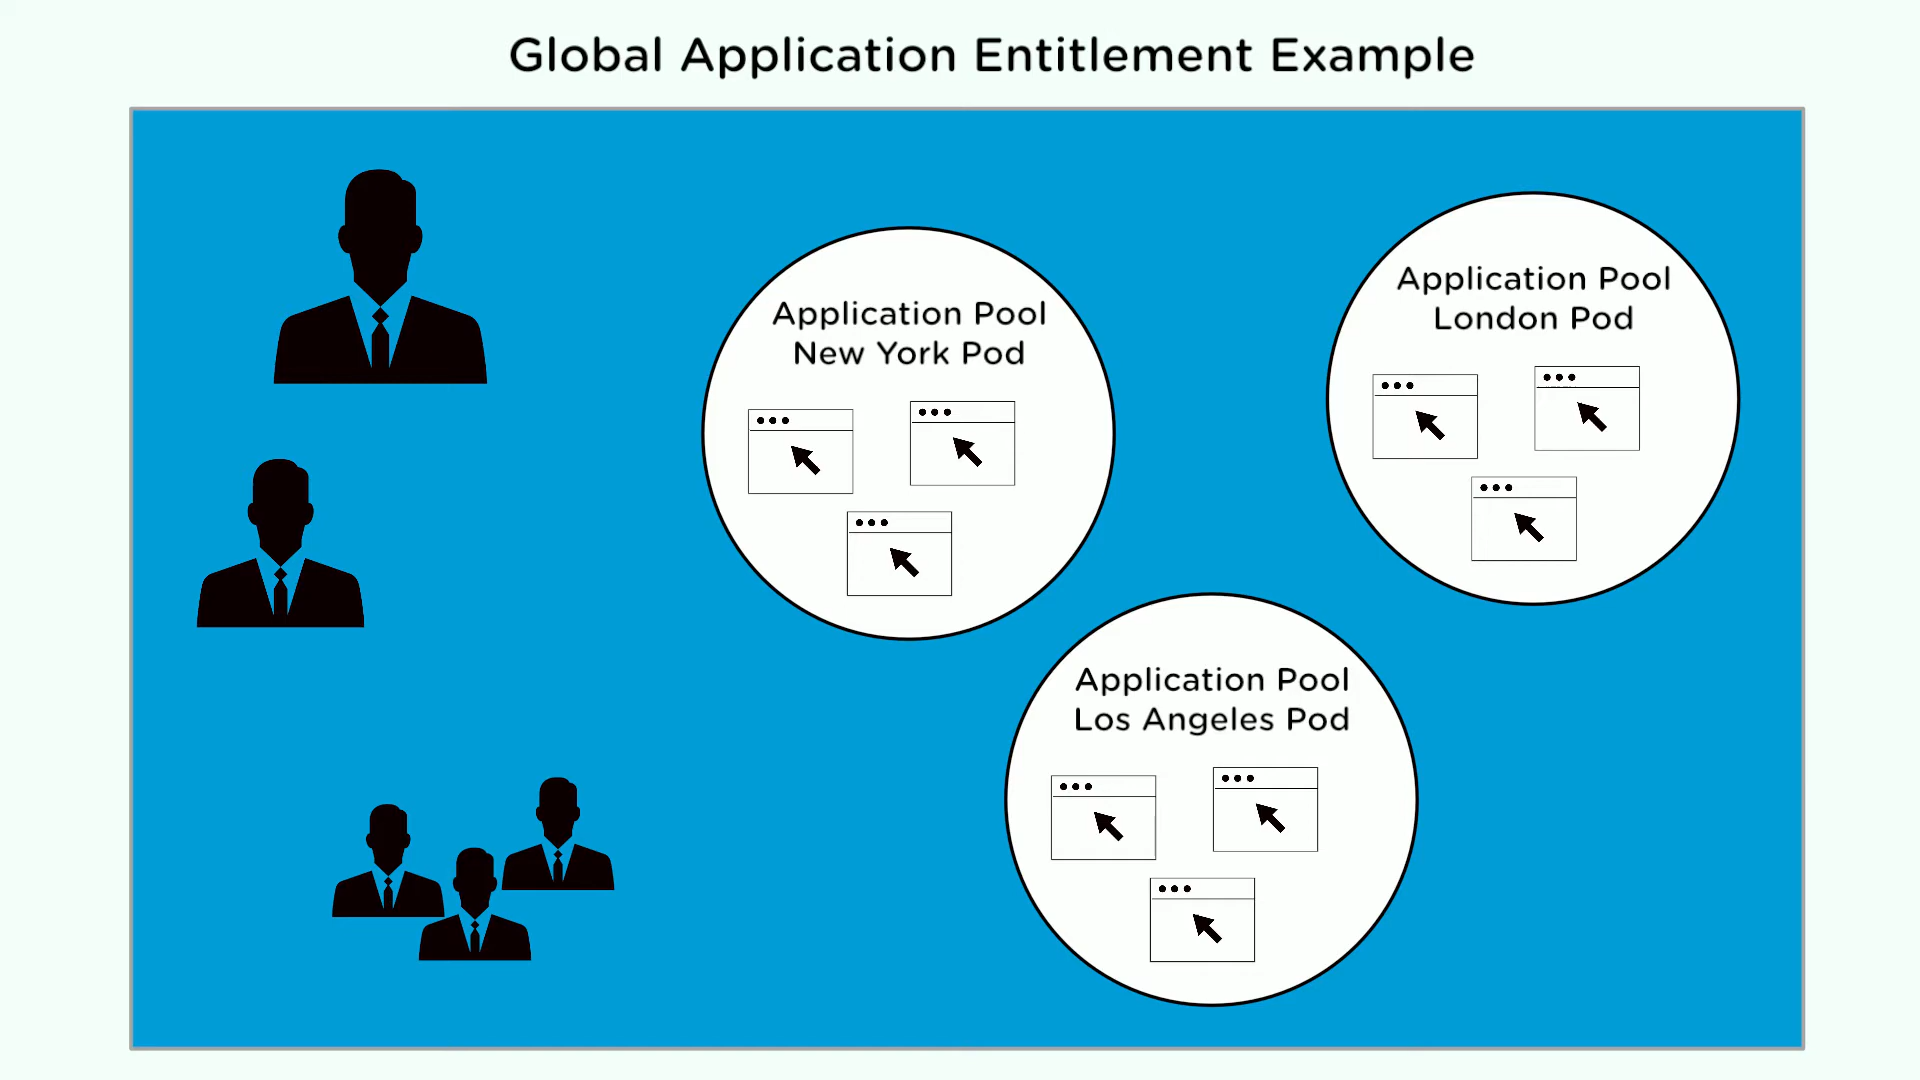 Global Application Entitlement Example
Application Pool
New York Pod
Application Pool
London Pod
Application Pool
Los Angeles Pod